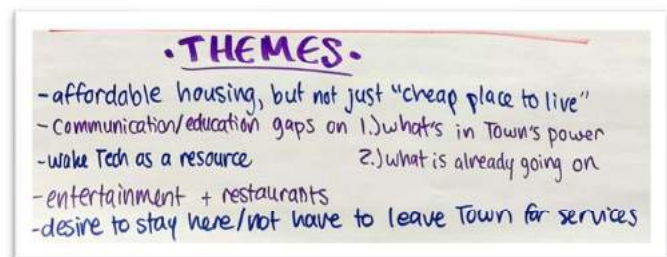 ·THEMES·
-affordable housing, but not just "cheap place to live"
-communication/education gaps on 1.) what's in Town's power
-Wake Tech as a resource 2.) what is already going on
-entertainment + restaurants
-desire to stay here/not have to leave Town for services